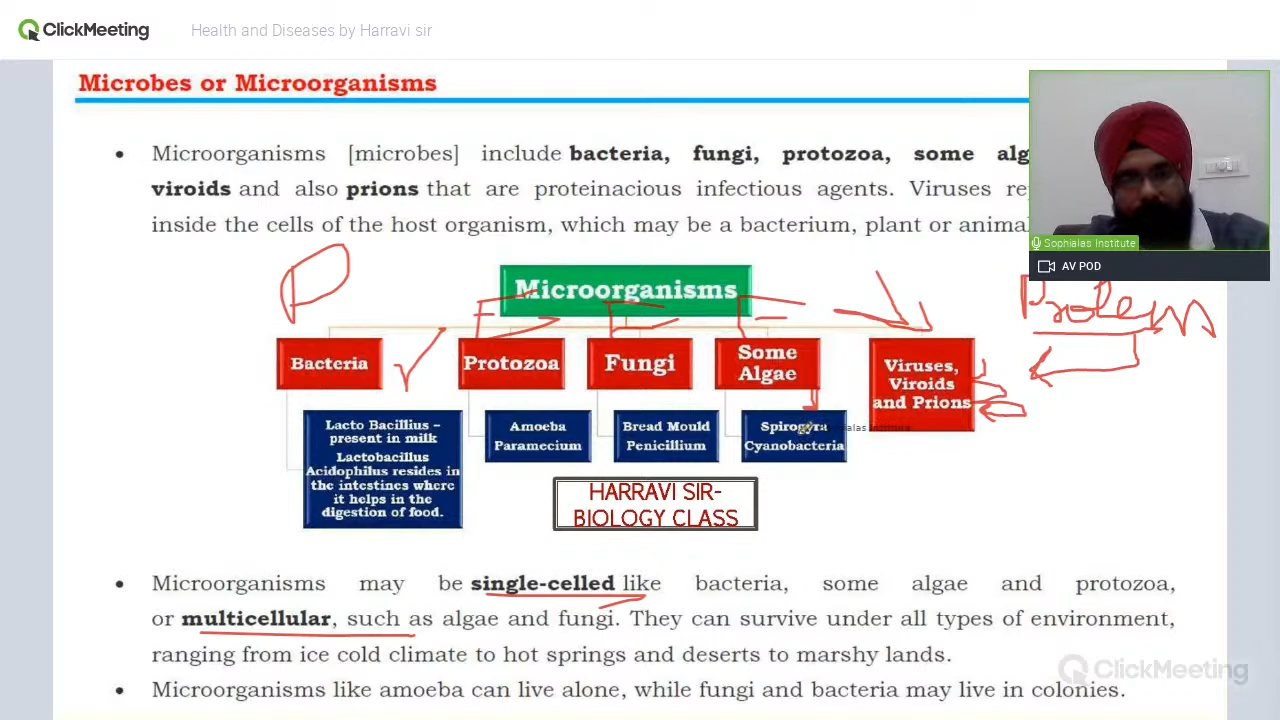 ClickMeeting
Health and Diseases by Harravi sir
Microbes or Microorganisms
• Microorganisms [microbes] include bacteria, fungi, protozoa, some
viroids and also prions that are proteinacious infectious agents. Viruses
inside the cells of the host organism, which may be a bacterium, plant or
Sophialas Institute
AV POD
P
Microorganisms
E
E
E
Bacteria
Protozoa
Fungi
Some
Algae
Viruses,
Viroids
and Prions
Lacto Bacillius –
present in milk
Lactobacillus
Acidophilus resides in
the intestines where
it helps in the
digestion of food.
Amoeba
Paramecium
Bread Mould
Penicillium
Spirogyra
Cyanobacteria
HARRAVI SIR-
BIOLOGY CLASS
• Microorganisms may be single-celled like bacteria, some algae and protozoa,
or multicellular, such as algae and fungi. They can survive under all types of environment,
ranging from ice cold climate to hot springs and deserts to marshy lands.
ClickMeeting
• Microorganisms like amoeba can live alone, while fungi and bacteria may live in colonies.